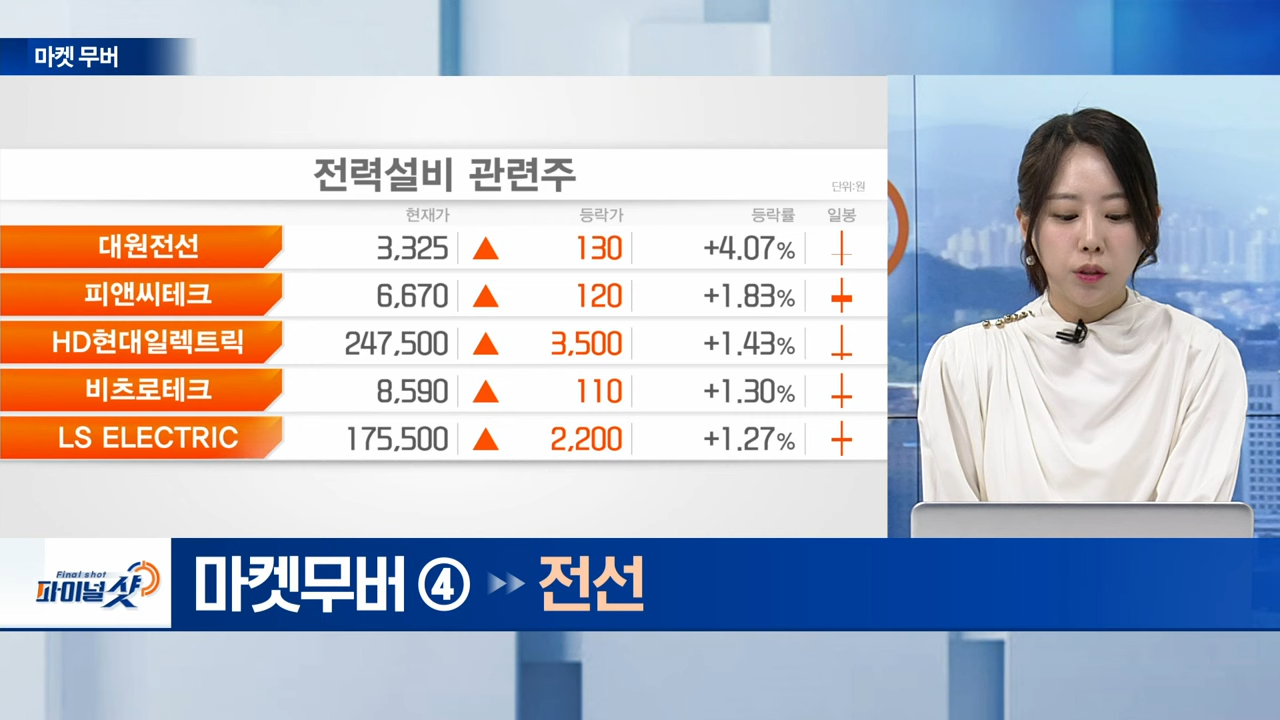 마켓 무버
전력설비 관련주
단위:원
현재가 등락가 등락률 일봉
대원전선 3,325 ▲ 130 +4.07%
피앤씨테크 6,670 ▲ 120 +1.83%
HD현대일렉트릭 247,500 ▲ 3,500 +1.43%
비츠로테크 8,590 ▲ 110 +1.30%
LS ELECTRIC 175,500 ▲ 2,200 +1.27%
Final shot
파이널샷
마켓무버 ④ 전선